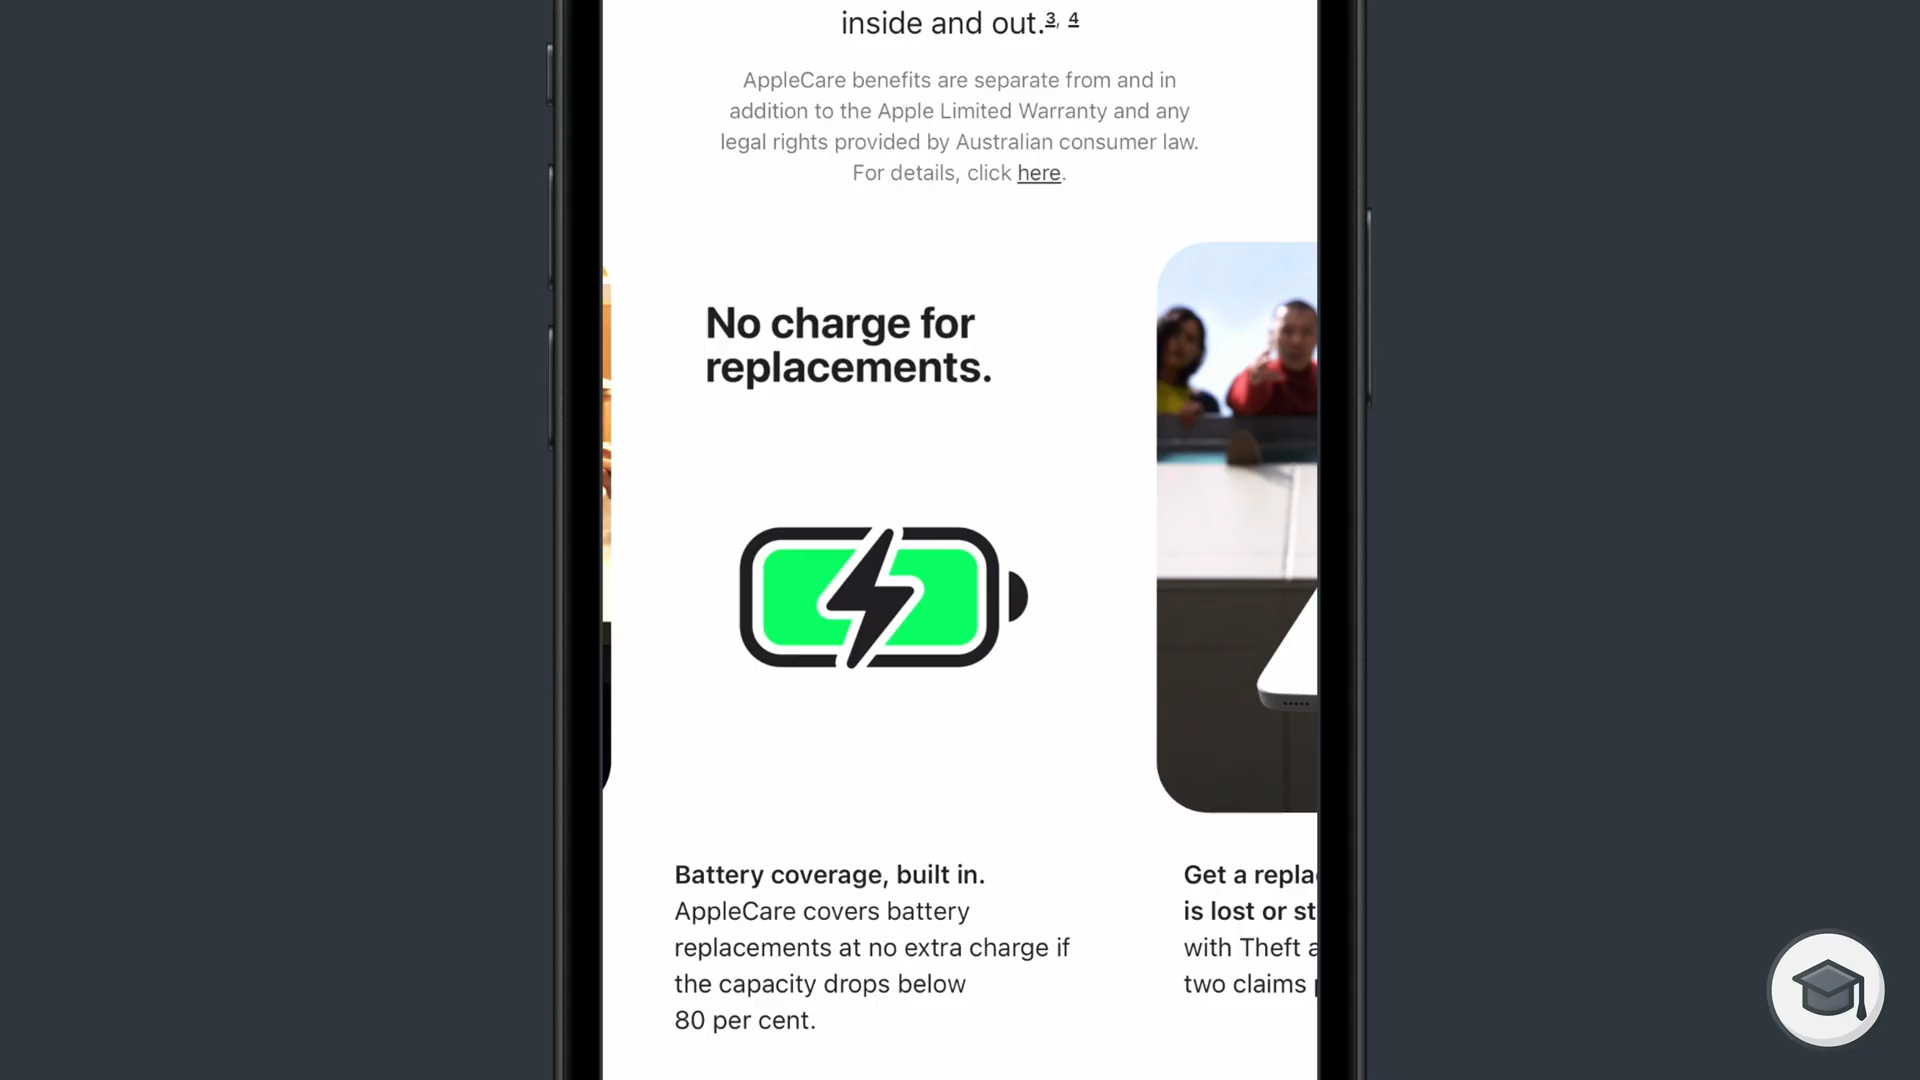 inside and out.3, 4
AppleCare benefits are separate from and in
addition to the Apple Limited Warranty and any
legal rights provided by Australian consumer law.
For details, click here.
No charge for
replacements.
Battery coverage, built in.
AppleCare covers battery
replacements at no extra charge if
the capacity drops below
80 per cent.
Get a
is lost or
with Theft
two claims